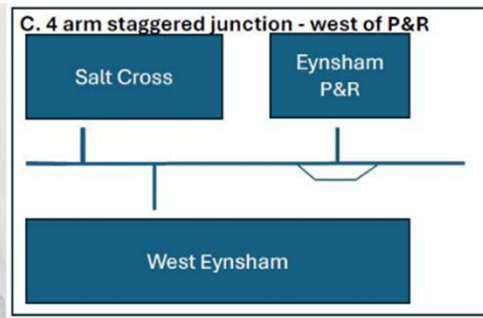 C. 4 arm staggered junction - west of P&R
Salt Cross
Eynsham
P&R
West Eynsham